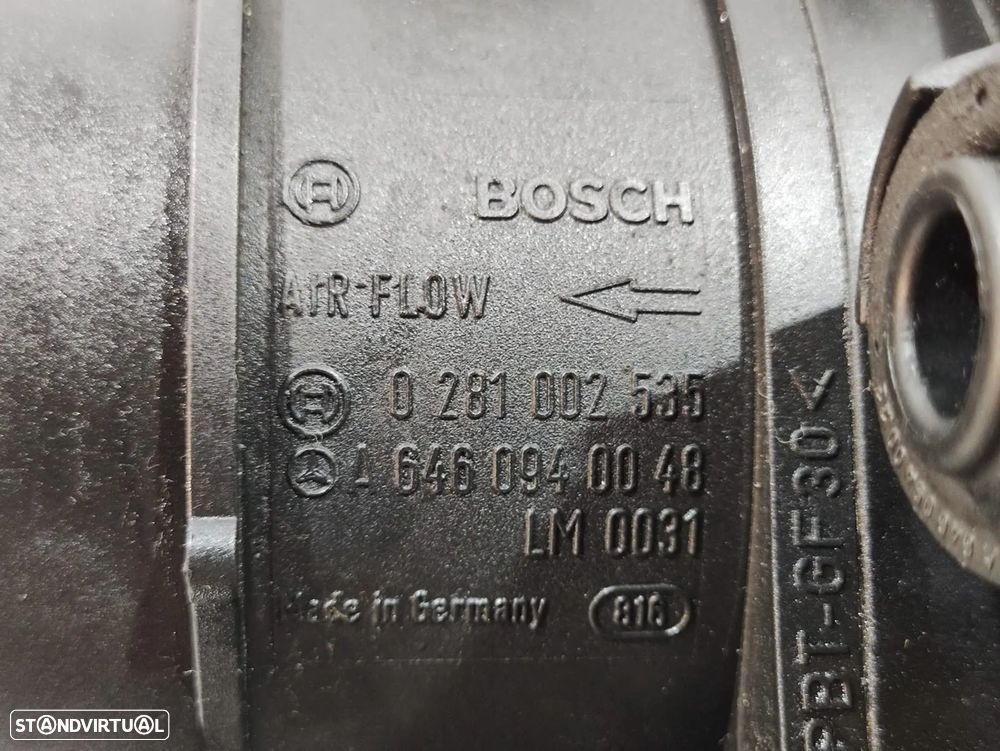 BOSCH
AIR FLOW
0 281 002 535
A 646 094 00 48
LM 0031
Made in Germany 816
PBT-GF30<
STANDVIRTUAL